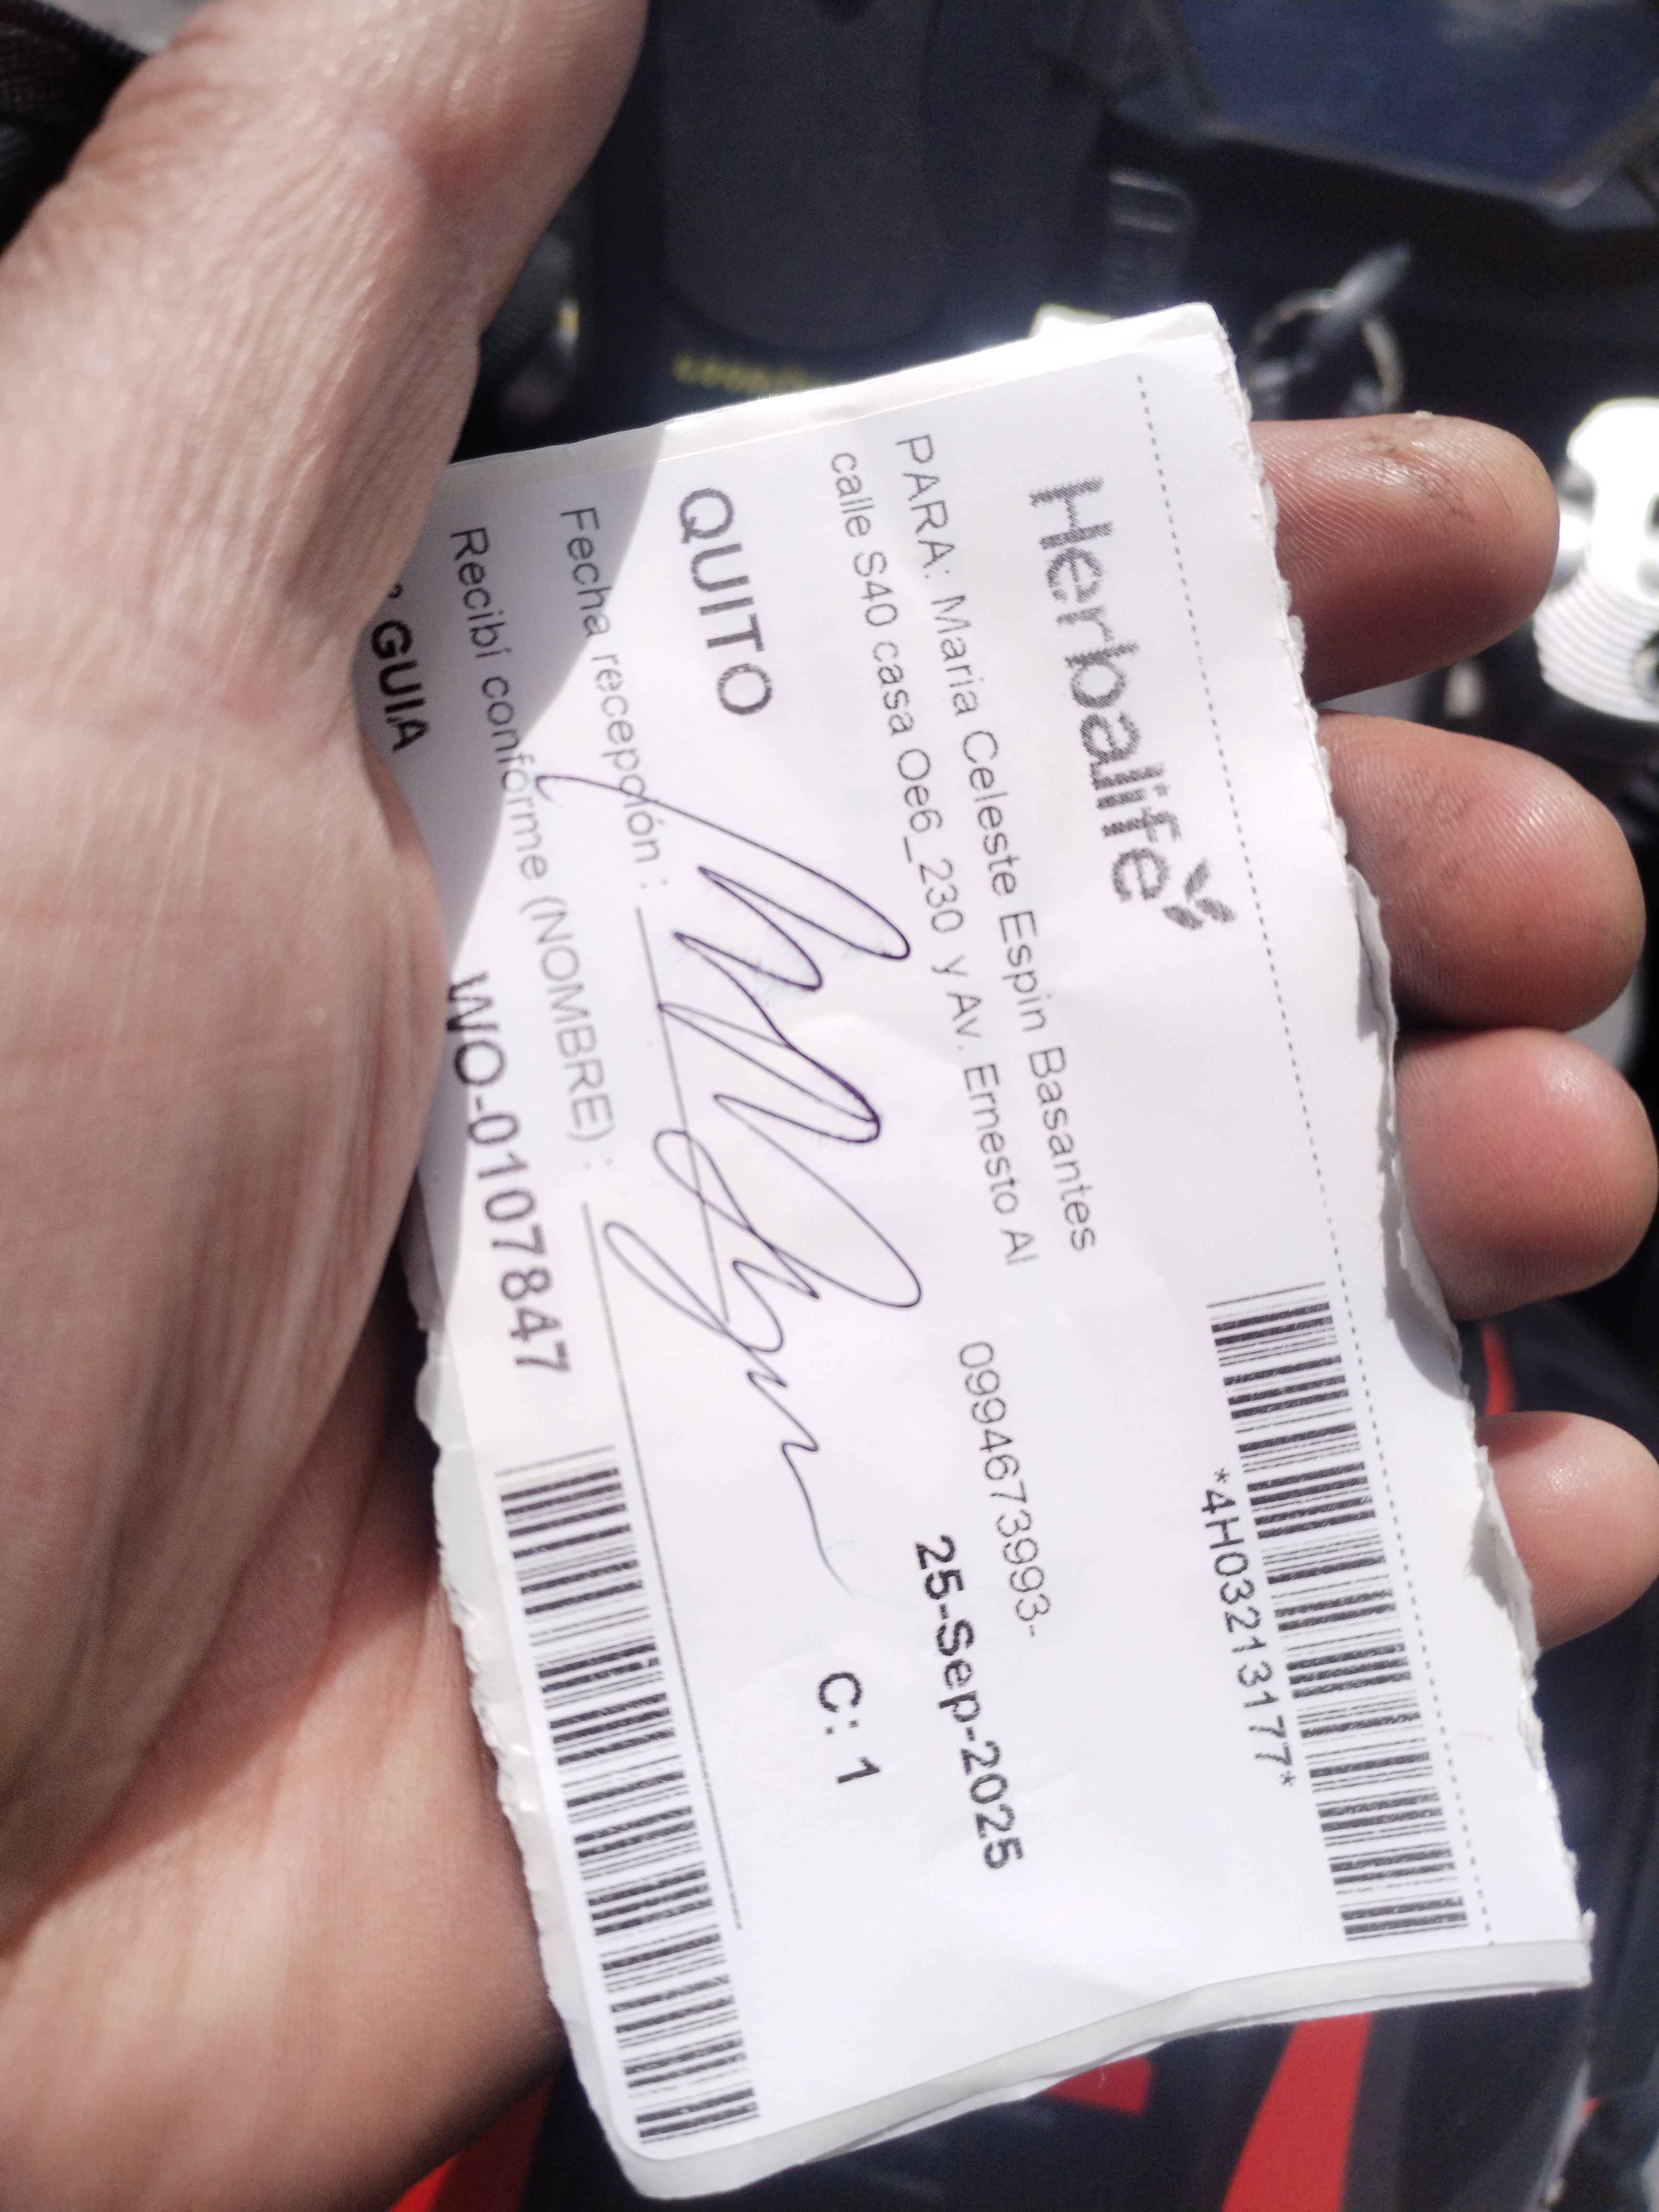 Herbalife
*4H03213177*
PARA: Maria Celeste Espin Basantes
calle S40 casa Oe6_230 y Av. Ernesto Al
0994673993-
25-Sep-2025
QUITO
C: 1
Fecha recepción :
Recibí conforme (NOMBRE) :
GUIA
WO-0107847